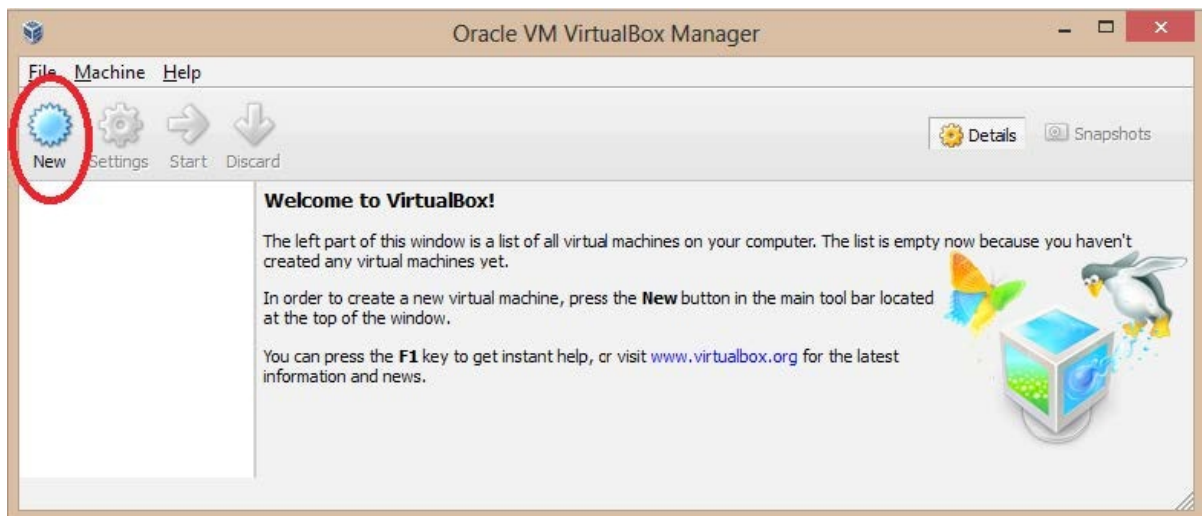 Oracle VM VirtualBox Manager
File Machine Help
New Settings Start Discard
Details Snapshots
Welcome to VirtualBox!
The left part of this window is a list of all virtual machines on your computer. The list is empty now because you haven't
created any virtual machines yet.
In order to create a new virtual machine, press the New button in the main tool bar located
at the top of the window.
You can press the F1 key to get instant help, or visit www.virtualbox.org for the latest
information and news.